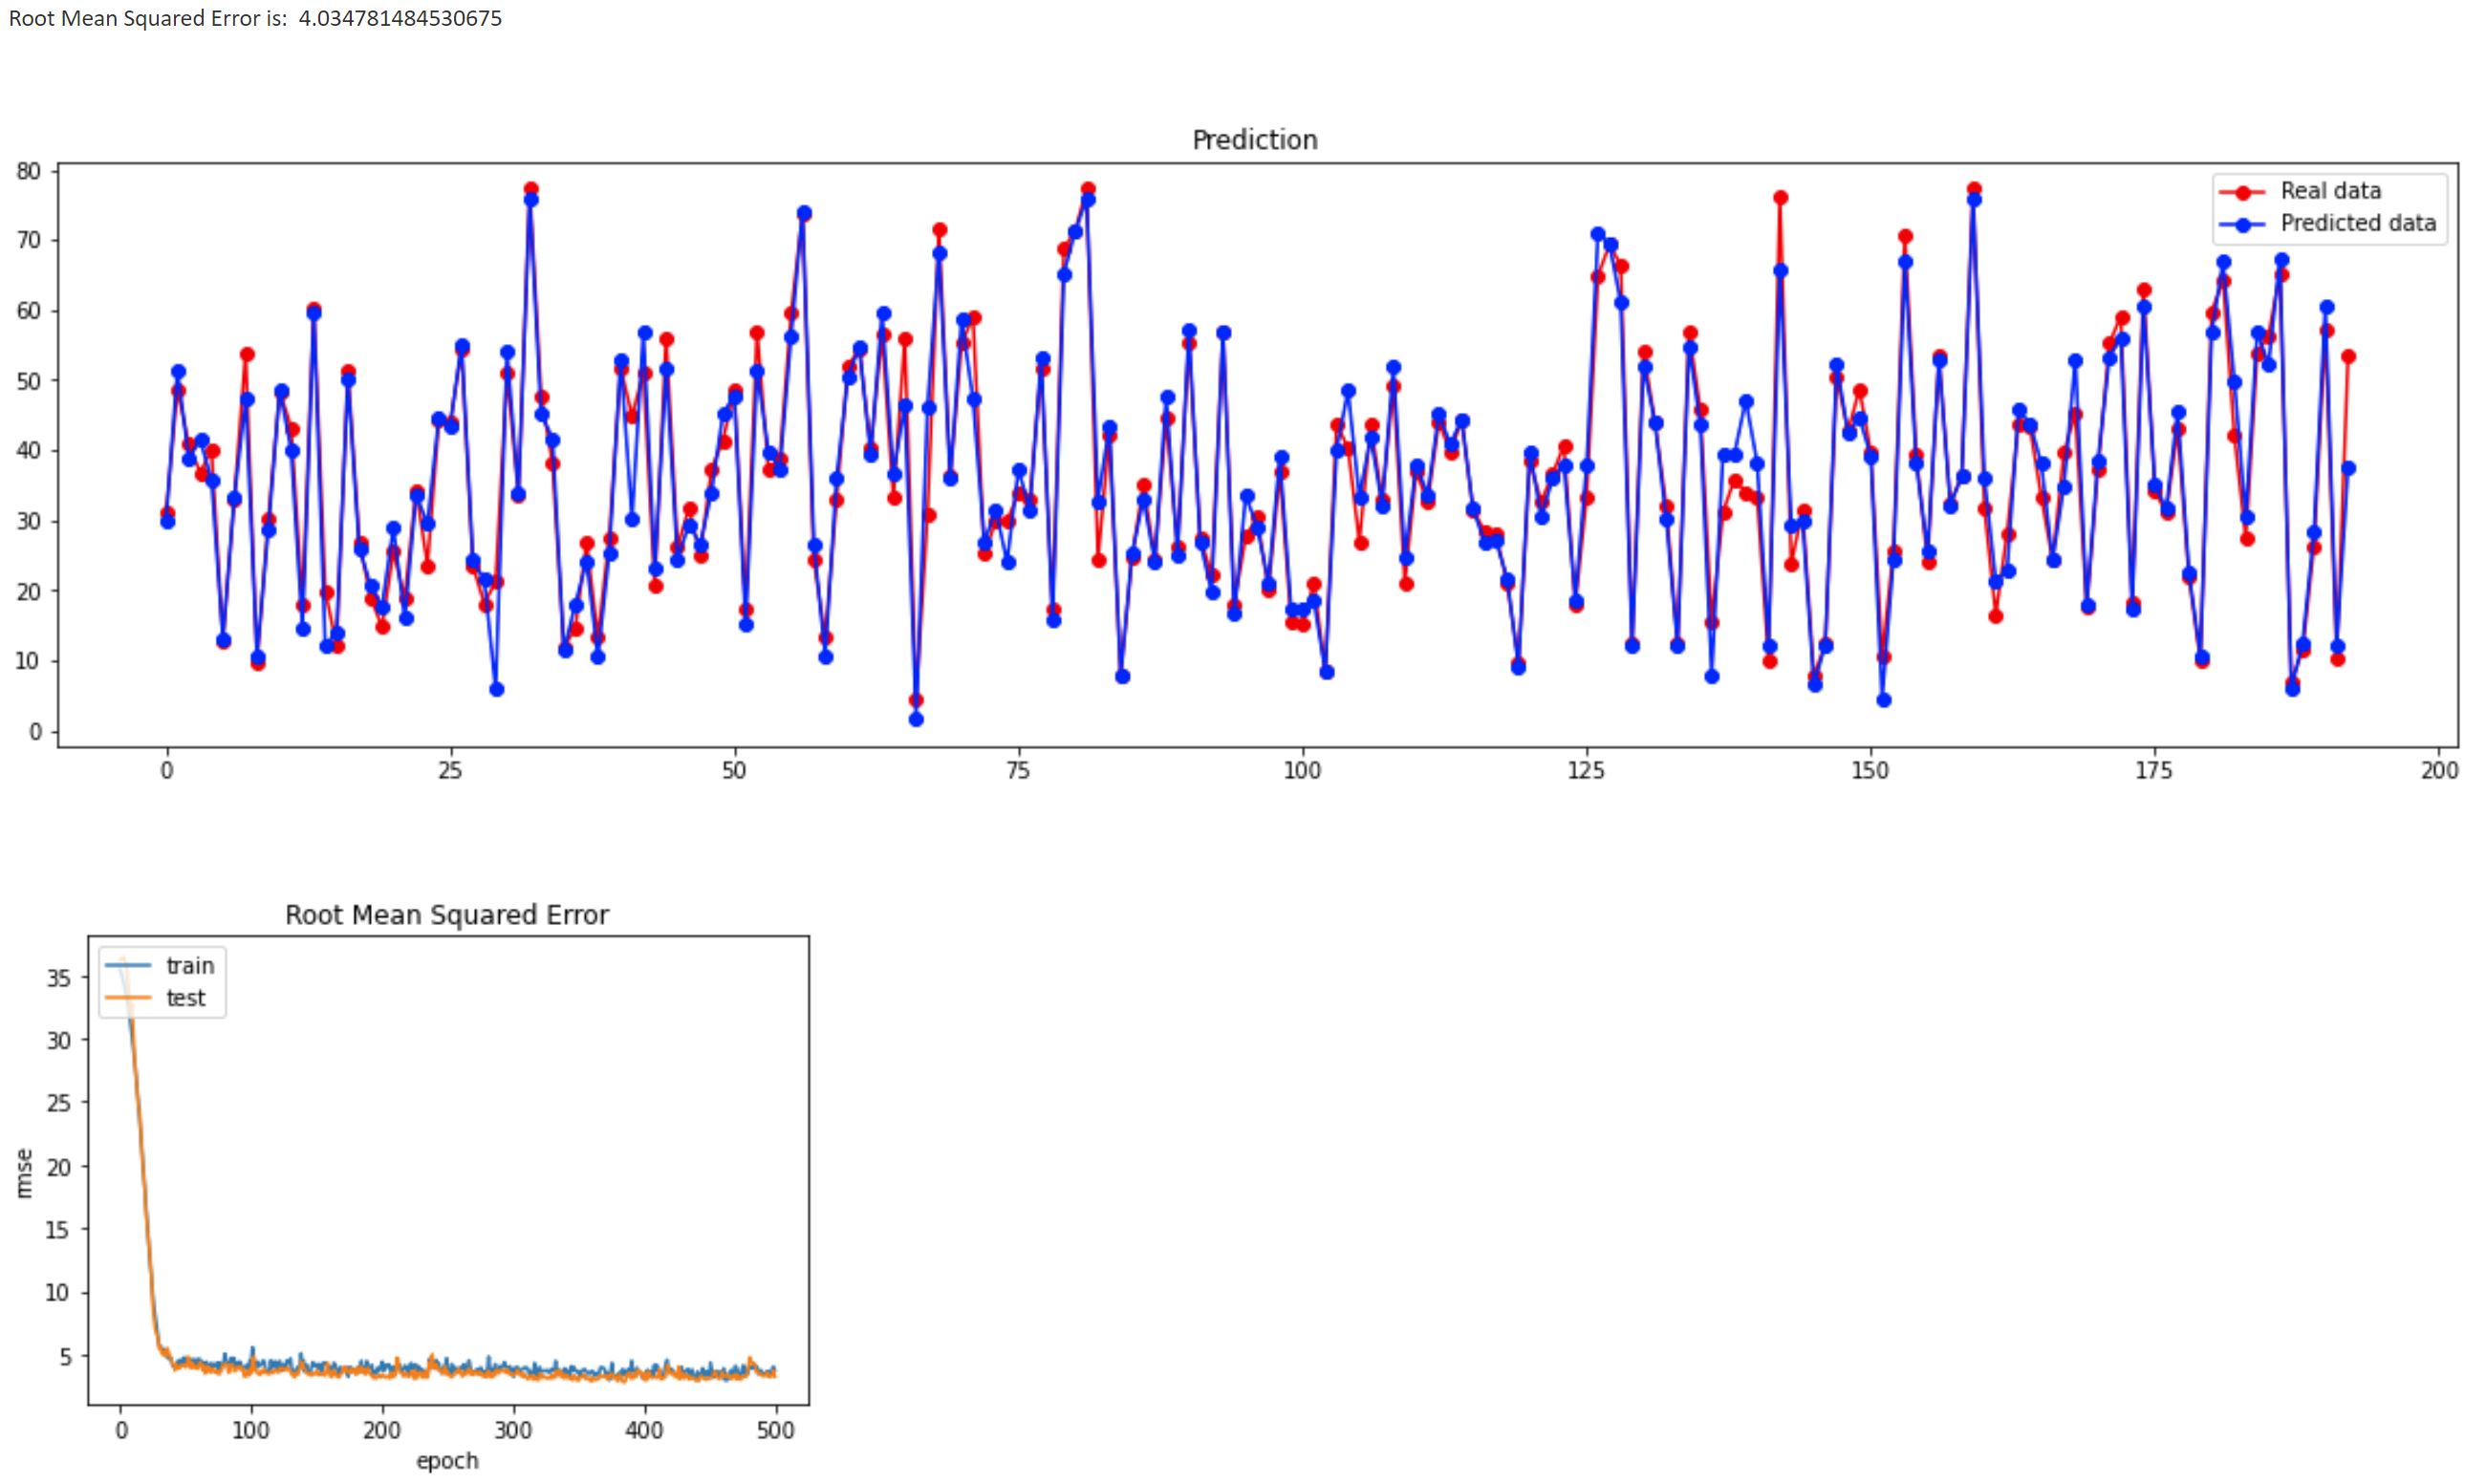 Root Mean Squared Error is: 4.034781484530675
Prediction
80
70
60
50
40
30
20
10
0
Real data
Predicted data
0 25 50 75 100 125 150 175 200
Root Mean Squared Error
train
test
35
30
25
20
15
10
5
rmse
0 100 200 300 400 500
epoch